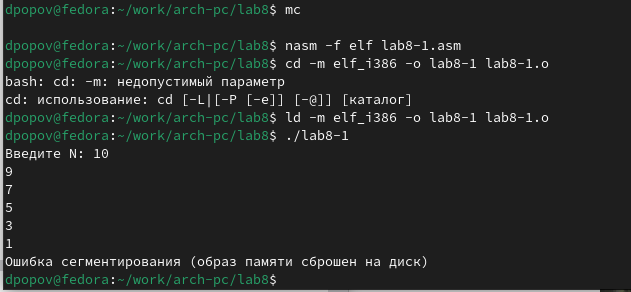 dpopov@fedora:~/work/arch-pc/lab8$ mc
dpopov@fedora:~/work/arch-pc/lab8$ nasm -f elf lab8-1.asm
dpopov@fedora:~/work/arch-pc/lab8$ cd -m elf_i386 -o lab8-1 lab8-1.o
bash: cd: -m: недопустимый параметр
cd: использование: cd [-L|[-P [-e]] [-@]] [каталог]
dpopov@fedora:~/work/arch-pc/lab8$ ld -m elf_i386 -o lab8-1 lab8-1.o
dpopov@fedora:~/work/arch-pc/lab8$ ./lab8-1
Введите N: 10
9
7
5
3
1
Ошибка сегментирования (образ памяти сброшен на диск)
dpopov@fedora:~/work/arch-pc/lab8$